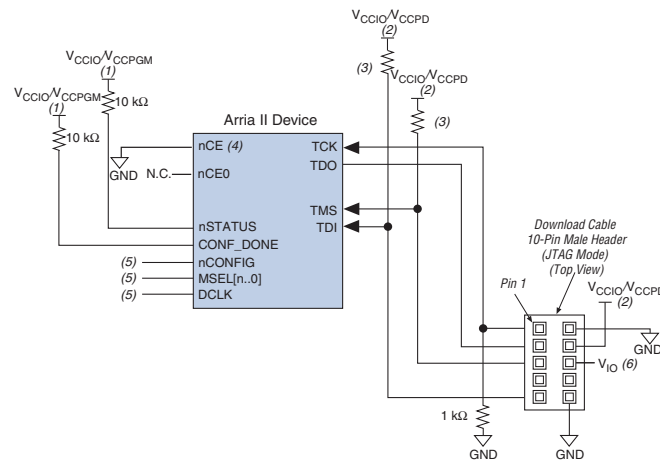 VCCIO/VCCPD
(2)
(3)
VCCIO/VCCPD
(2)
(3)
VCCIO/VCCPGM
(1)
10 kΩ
VCCIO/VCCPGM
(1)
10 kΩ
Arria II Device
nCE (4)
TCK
GND
TDO
N.C.
nCE0
TMS
nSTATUS
TDI
CONF_DONE
(5)
nCONFIG
(5)
MSEL[n..0]
(5)
DCLK
Download Cable
10-Pin Male Header
(JTAG Mode)
(Top View)
Pin 1
VCCIO/VCCPD
(2)
GND
VIO (6)
1 kΩ
GND
GND